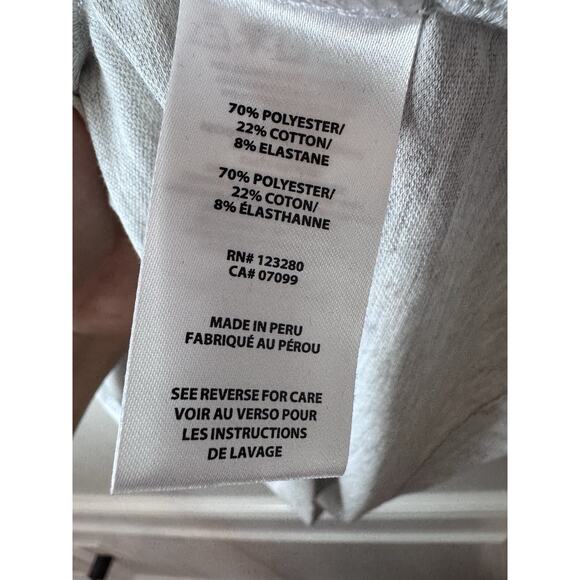 70% POLYESTER/
22% COTTON/
8% ELASTANE
70% POLYESTER/
22% COTON/
8% ÉLASTHANNE
RN# 123280
CA# 07099
MADE IN PERU
FABRIQUÉ AU PÉROU
SEE REVERSE FOR CARE
VOIR AU VERSO POUR
LES INSTRUCTIONS
DE LAVAGE